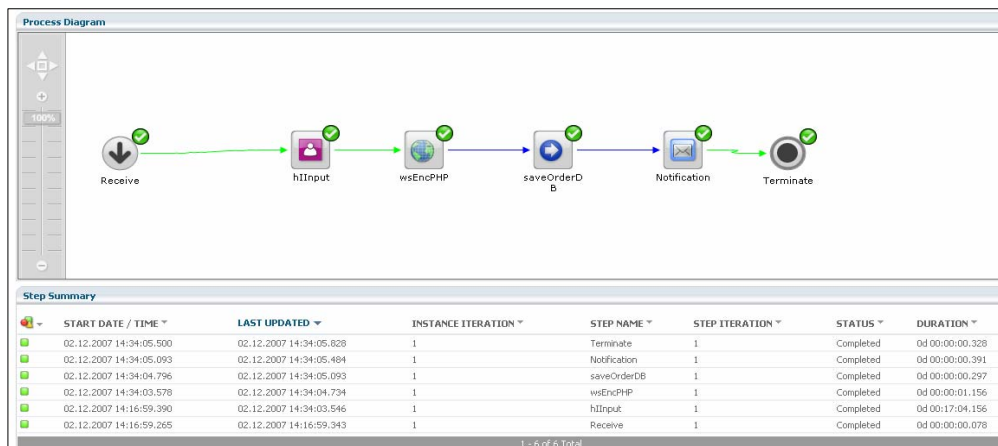 Process Diagram
100%
Receive
hIInput
wsEncPHP
saveOrderD
B
Notification
Terminate
Step Summary
START DATE / TIME LAST UPDATED INSTANCE ITERATION STEP NAME STEP ITERATION STATUS DURATION
02.12.2007 14:34:05.500 02.12.2007 14:34:05.828 1 Terminate 1 Completed 0d 00:00:00.328
02.12.2007 14:34:05.093 02.12.2007 14:34:05.484 1 Notification 1 Completed 0d 00:00:00.391
02.12.2007 14:34:04.796 02.12.2007 14:34:05.093 1 saveOrderDB 1 Completed 0d 00:00:00.297
02.12.2007 14:34:03.578 02.12.2007 14:34:04.734 1 wsEncPHP 1 Completed 0d 00:00:01.156
02.12.2007 14:16:59.390 02.12.2007 14:34:03.546 1 hIInput 1 Completed 0d 00:17:04.156
02.12.2007 14:16:59.265 02.12.2007 14:16:59.343 1 Receive 1 Completed 0d 00:00:00.078
1 - 6 of 6 Total